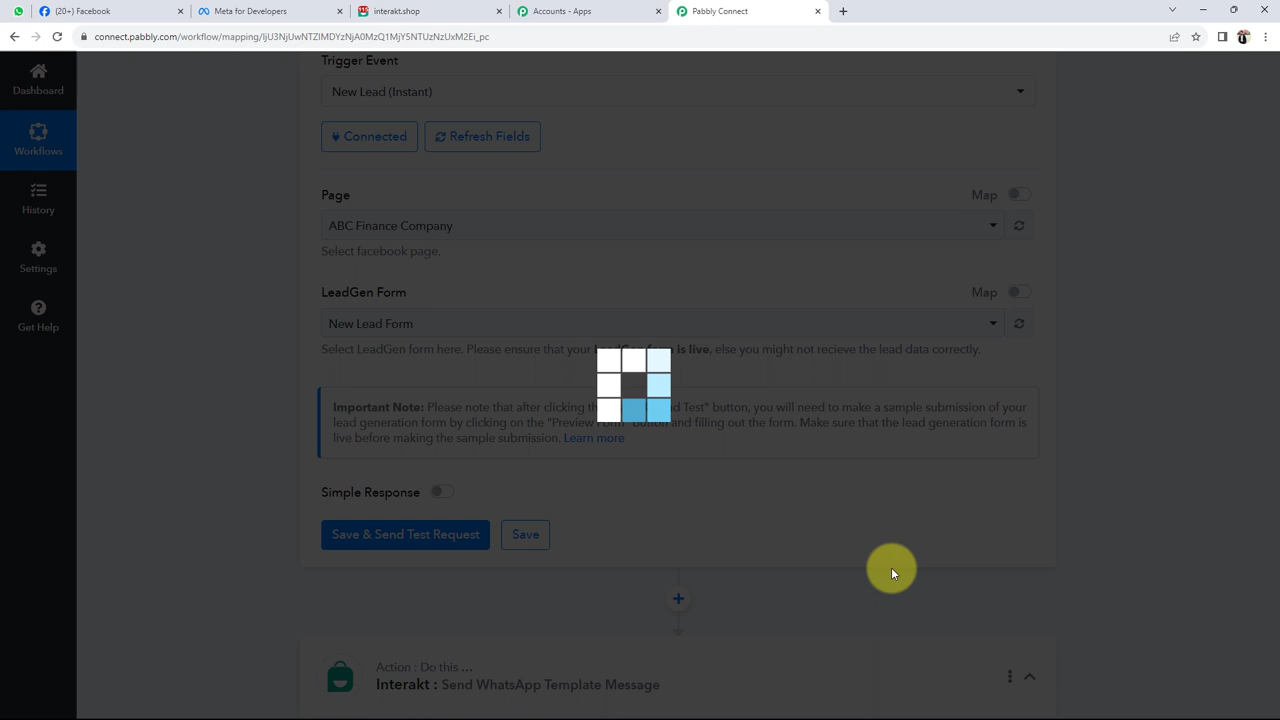 (20+) Facebook
Meta for Developers
interakt.shop
Accounts - Apps
Pabbly Connect
connect.pabbly.com/workflow/mapping/IjU3NjUwNTZlMDYzNjA0MzQ1MjY5NTUzNzUxM2Ei_pc
Dashboard
Workflows
History
Settings
Get Help
Trigger Event
New Lead (Instant)
Connected
Refresh Fields
Page
Map
ABC Finance Company
Select facebook page.
LeadGen Form
Map
New Lead Form
Select LeadGen form here. Please ensure that your form is live, else you might not recieve the lead data correctly.
Important Note: Please note that after clicking Test" button, you will need to make a sample submission of your
lead generation form by clicking on the "Preview and filling out the form. Make sure that the lead generation form is
live before making the sample submission. Learn more
Simple Response
Save & Send Test Request
Save
Action : Do this ...
Interakt : Send WhatsApp Template Message